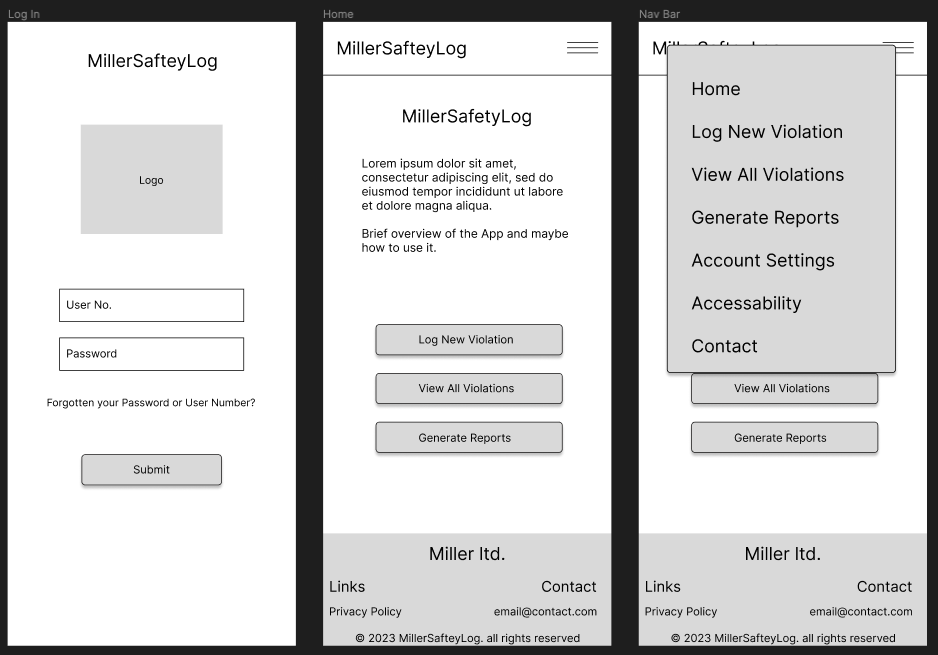 Log In
MillerSafteyLog
Logo
User No.
Password
Forgotten your Password or User Number?
Submit
Home
MillerSafteyLog
MillerSafetyLog
Lorem ipsum dolor sit amet,
consectetur adipiscing elit, sed do
eiusmod tempor incididunt ut labore
et dolore magna aliqua.
Brief overview of the App and maybe
how to use it.
Log New Violation
View All Violations
Generate Reports
Miller ltd.
Links
Contact
Privacy Policy
email@contact.com
© 2023 MillerSafteyLog. all rights reserved
Nav Bar
Home
Log New Violation
View All Violations
Generate Reports
Account Settings
Accessability
Contact
View All Violations
Generate Reports
Miller ltd.
Links
Contact
Privacy Policy
email@contact.com
© 2023 MillerSafteyLog. all rights reserved